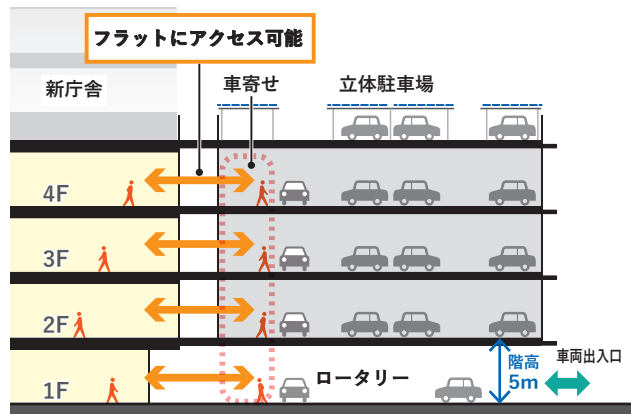 フラットにアクセス可能
新庁舎
車寄せ
立体駐車場
4F
3F
2F
1F
ロータリー
階高
5m
車両出入口